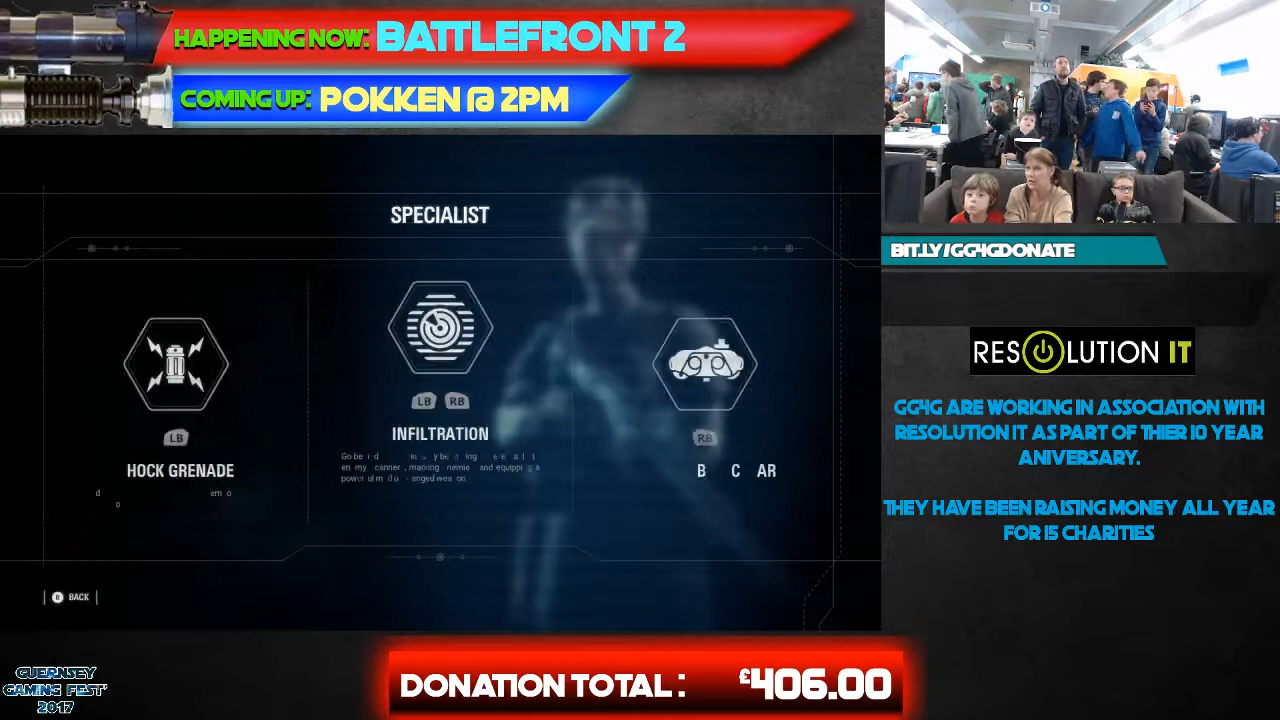 HAPPENING NOW: BATTLEFRONT 2
COMING UP: POKKEN @ 2PM
SPECIALIST
LB
HOCK GRENADE
LB RB
INFILTRATION
RB
B C AR
B BACK
BIT.LY/GG4GDONATE
RESOLUTION IT
GG4G ARE WORKING IN ASSOCIATION WITH
RESOLUTION IT AS PART OF THIER 10 YEAR
ANIVERSARY.
THEY HAVE BEEN RAISING MONEY ALL YEAR
FOR 15 CHARITIES
GUERNSEY
GAMING FEST'
2017
DONATION TOTAL: £406.00